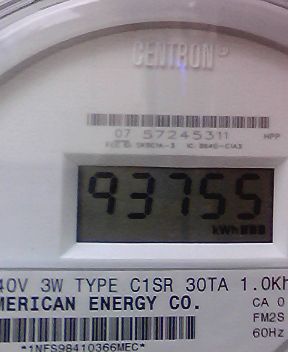 CENTRON®
07 57245311 HPP
93755
kWh
40V 3W TYPE C1SR 30TA 1.0Kh
MERICAN ENERGY CO. CA 0
FM2S
60Hz
*1NFS98410366MEC*